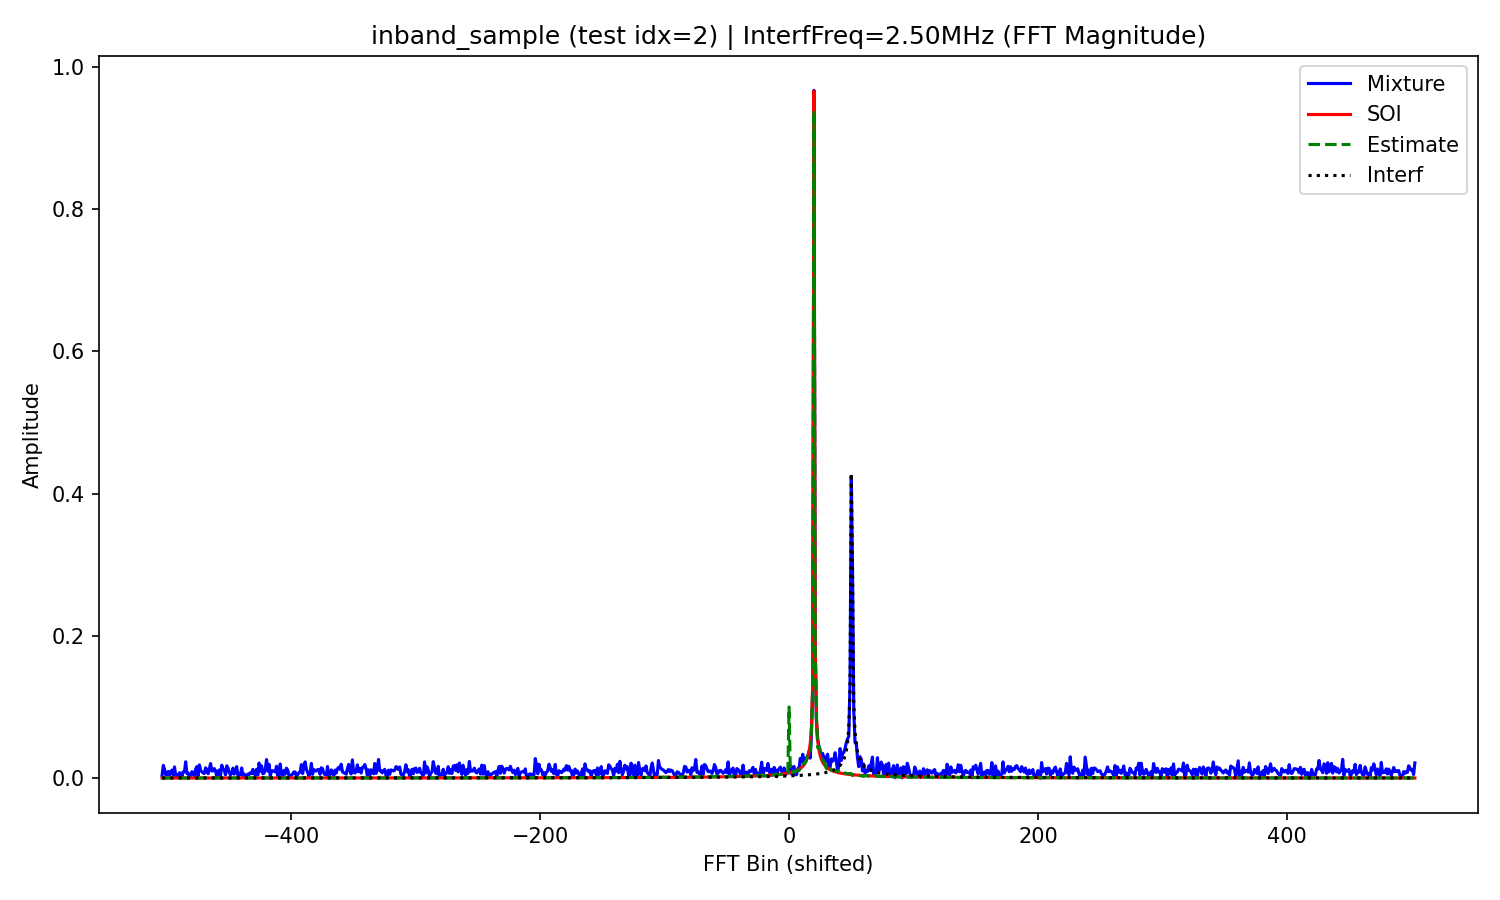 inband_sample (test idx=2) | InterfFreq=2.50MHz (FFT Magnitude)
1.0
0.8
0.6
0.4
0.2
0.0
Amplitude
Mixture
SOI
Estimate
Interf
−400
−200
0
200
400
FFT Bin (shifted)